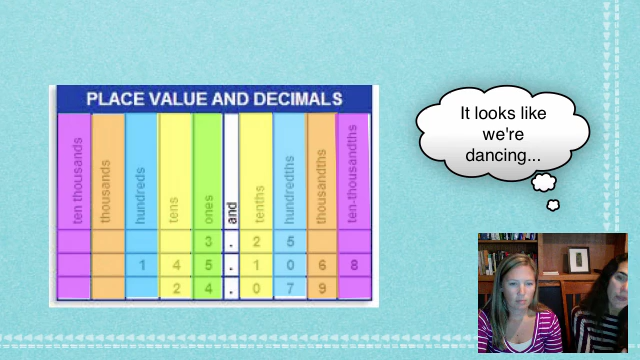 PLACE VALUE AND DECIMALS
ten thousands thousands hundreds tens ones and tenths hundredths thousandths ten-thousandths
3 . 2 5
1 4 5 . 1 0 6 8
2 4 . 0 7 9
It looks like
we're
dancing...